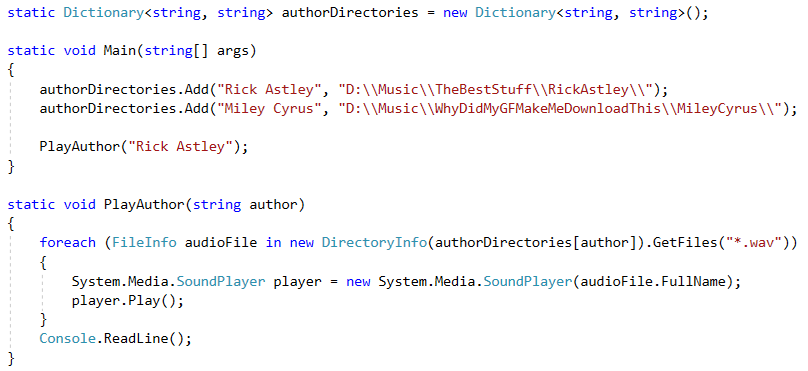 static Dictionary<string, string> authorDirectories = new Dictionary<string, string>();
static void Main(string[] args)
{
authorDirectories.Add("Rick Astley", "D:\\Music\\TheBestStuff\\RickAstley\\");
authorDirectories.Add("Miley Cyrus", "D:\\Music\\WhyDidMyGFMakeMeDownloadThis\\MileyCyrus\\");
PlayAuthor("Rick Astley");
}
static void PlayAuthor(string author)
{
foreach (FileInfo audioFile in new DirectoryInfo(authorDirectories[author]).GetFiles("*.wav"))
{
System.Media.SoundPlayer player = new System.Media.SoundPlayer(audioFile.FullName);
player.Play();
}
Console.ReadLine();
}